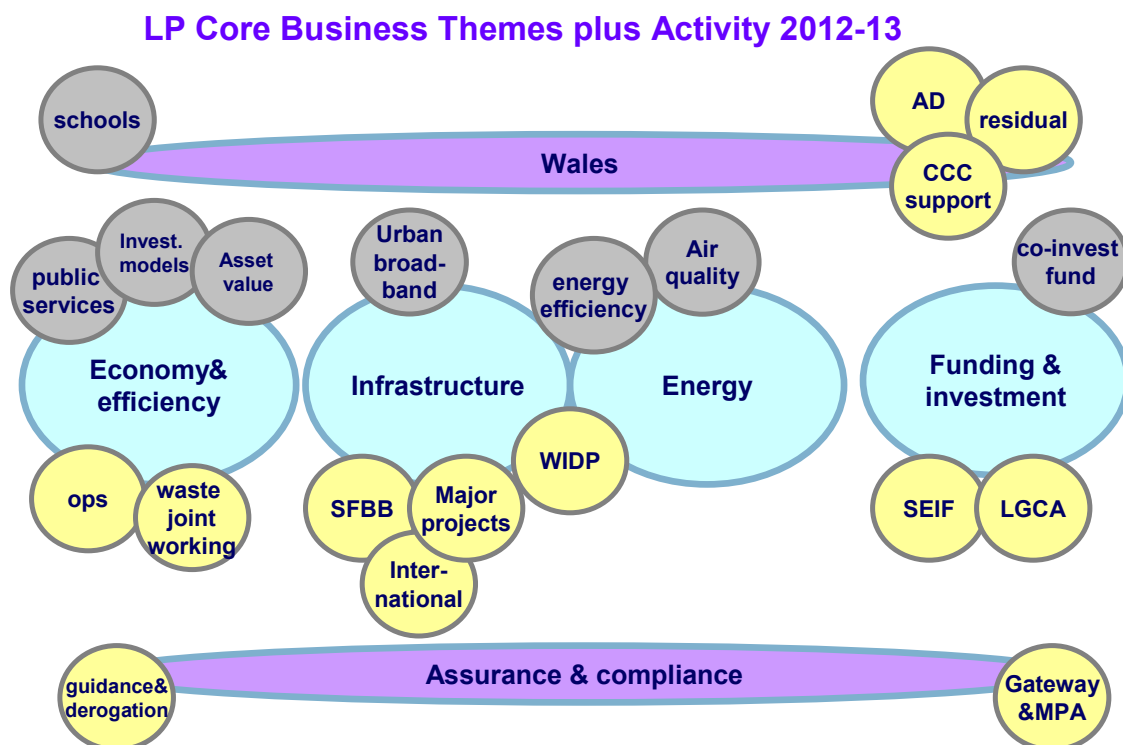 LP Core Business Themes plus Activity 2012-13
schools
AD
residual
Wales
CCC
support
public
services
Invest.
models
Asset
value
Urban
broad-
band
energy
efficiency
Air
quality
co-invest
fund
Economy&
efficiency
Infrastructure
Energy
Funding &
investment
ops
waste
joint
working
SFBB
Major
projects
Inter-
national
WIDP
SEIF
LGCA
guidance&
derogation
Assurance & compliance
Gateway
&MPA